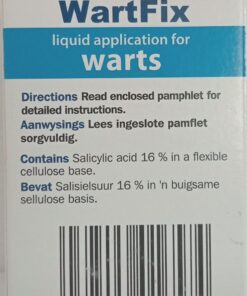 WartFix
liquid application for
warts
Directions Read enclosed pamphlet for
detailed instructions.
Aanwysings Lees ingeslote pamflet
sorgvuldig.
Contains Salicylic acid 16 % in a flexible
cellulose base.
Bevat Salisielsuur 16 % in 'n buigsame
sellulose basis.